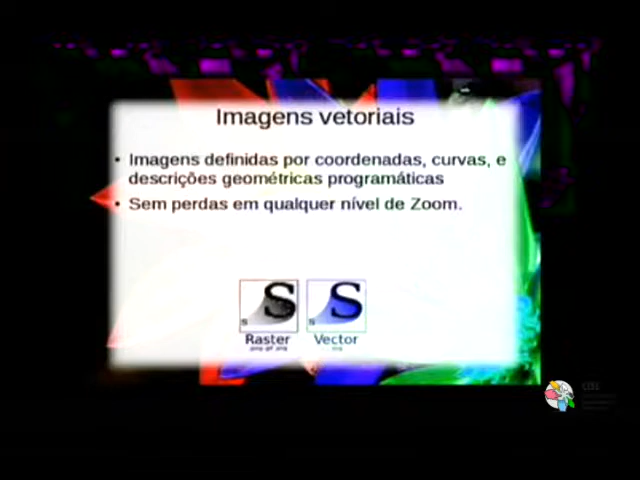 Imagens vetoriais
• Imagens definidas por coordenadas, curvas, e
descrições geométricas programáticas
• Sem perdas em qualquer nível de Zoom.
S S
s s
Raster Vector